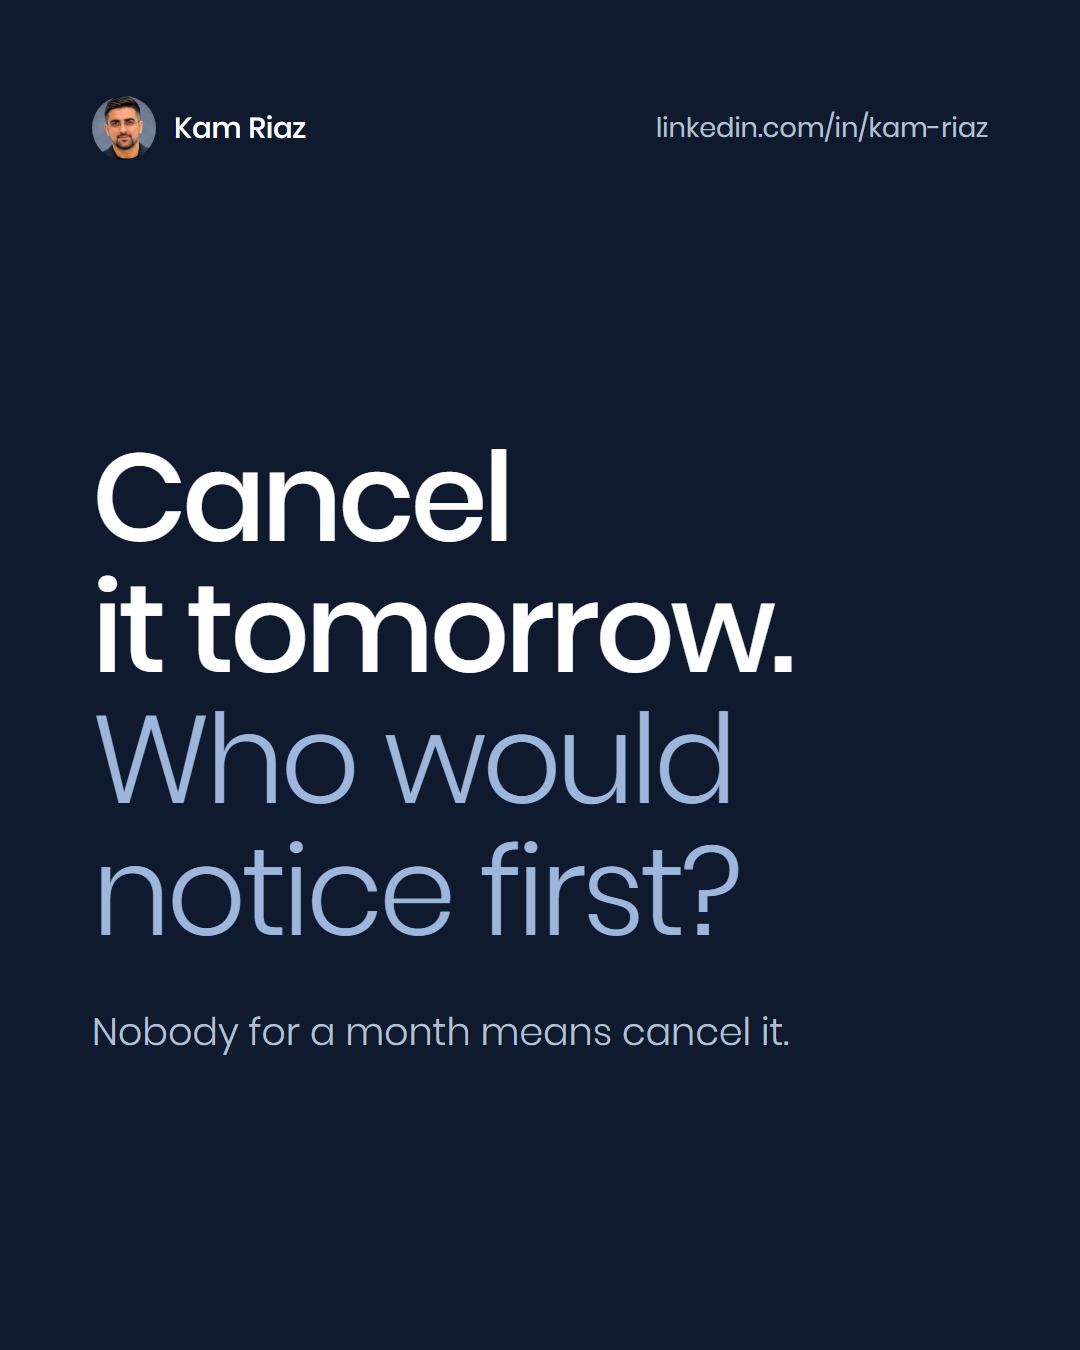 Kam Riaz
linkedin.com/in/kam-riaz
Cancel
it tomorrow.
Who would
notice first?
Nobody for a month means cancel it.